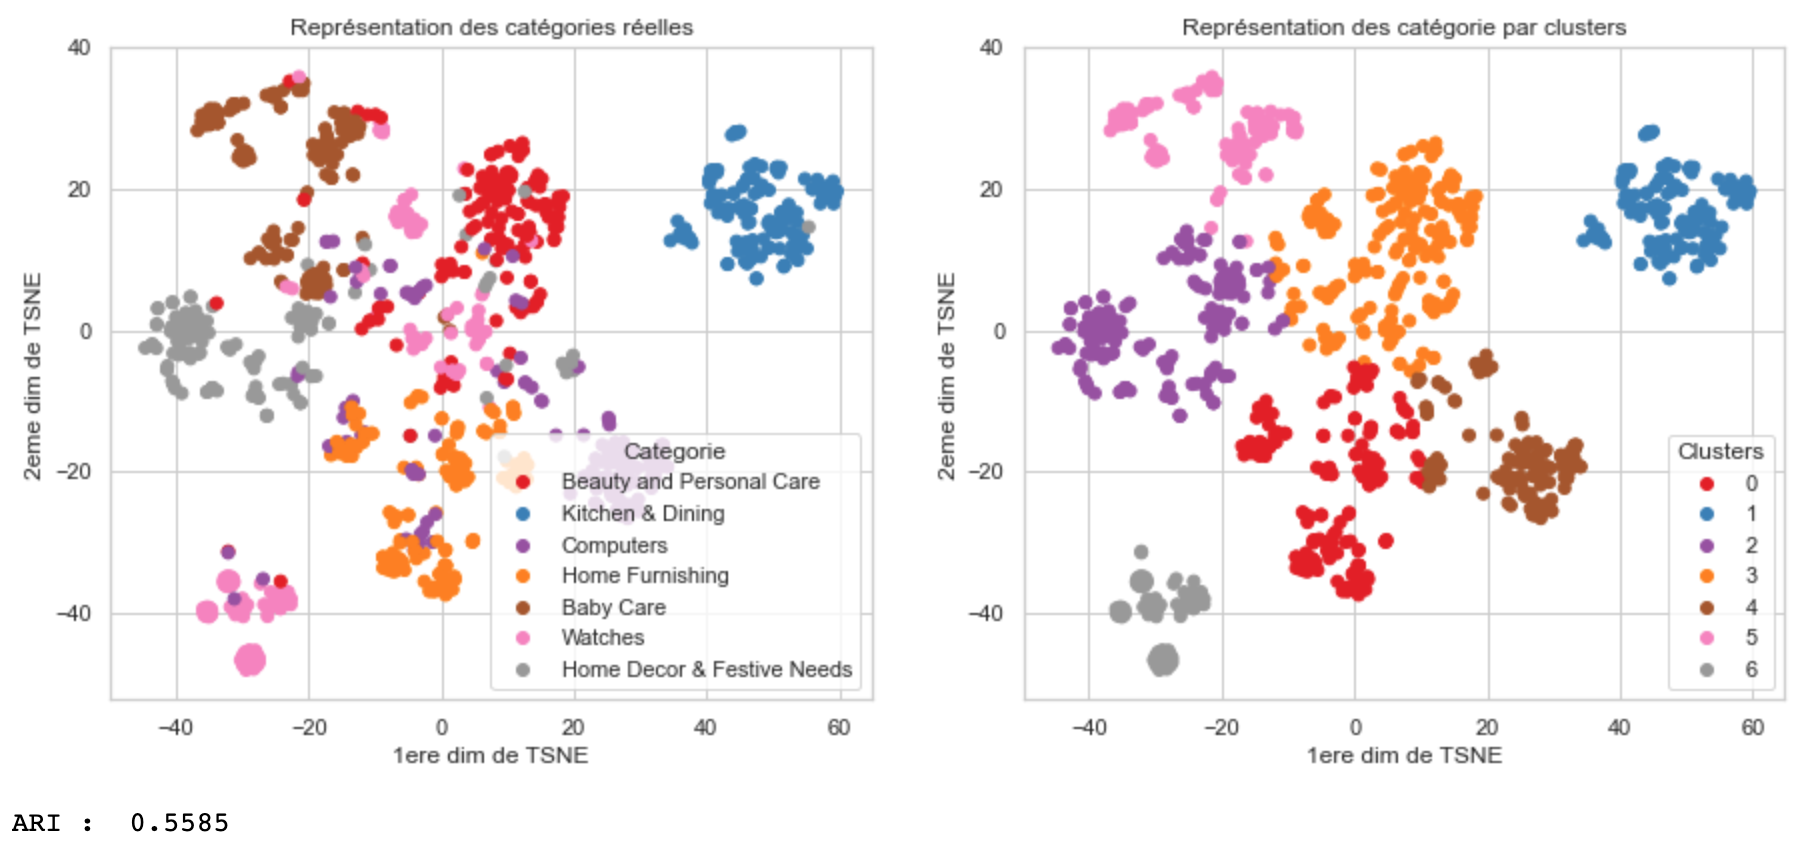 Représentation des catégories réelles
40
20
0
−20
−40
2eme dim de TSNE
−40 −20 0 20 40 60
1ere dim de TSNE
Categorie
Beauty and Personal Care
Kitchen & Dining
Computers
Home Furnishing
Baby Care
Watches
Home Decor & Festive Needs
Représentation des catégorie par clusters
40
20
0
−20
−40
2eme dim de TSNE
−40 −20 0 20 40 60
1ere dim de TSNE
Clusters
0
1
2
3
4
5
6
ARI : 0.5585